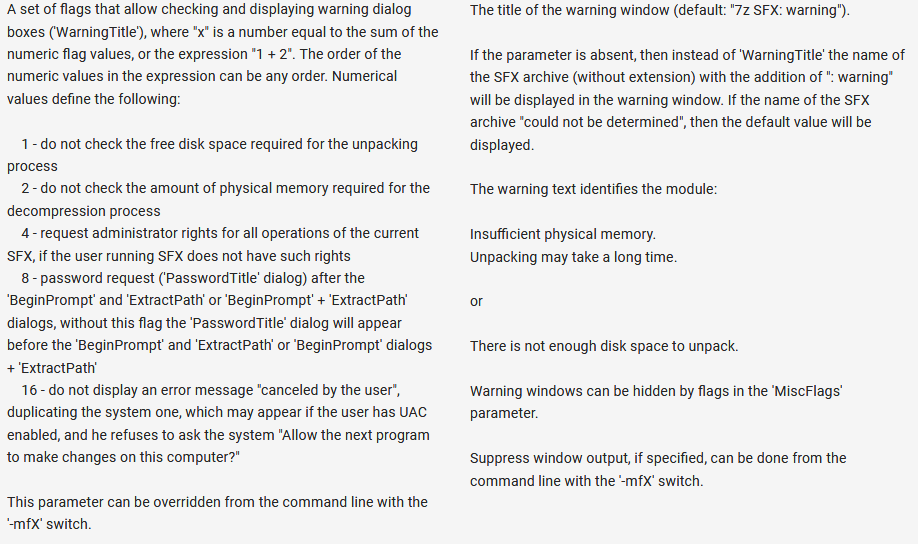 A set of flags that allow checking and displaying warning dialog
boxes ('WarningTitle'), where "x" is a number equal to the sum of the
numeric flag values, or the expression "1 + 2". The order of the
numeric values in the expression can be any order. Numerical
values define the following:
1 - do not check the free disk space required for the unpacking
process
2 - do not check the amount of physical memory required for the
decompression process
4 - request administrator rights for all operations of the current
SFX, if the user running SFX does not have such rights
8 - password request ('PasswordTitle' dialog) after the
'BeginPrompt' and 'ExtractPath' or 'BeginPrompt' + 'ExtractPath'
dialogs, without this flag the 'PasswordTitle' dialog will appear
before the 'BeginPrompt' and 'ExtractPath' or 'BeginPrompt' dialogs
+ 'ExtractPath'
16 - do not display an error message "canceled by the user",
duplicating the system one, which may appear if the user has UAC
enabled, and he refuses to ask the system "Allow the next program
to make changes on this computer?"
This parameter can be overridden from the command line with the
'-mfX' switch.
The title of the warning window (default: "7z SFX: warning").
If the parameter is absent, then instead of 'WarningTitle' the name of
the SFX archive (without extension) with the addition of ": warning"
will be displayed in the warning window. If the name of the SFX
archive "could not be determined", then the default value will be
displayed.
The warning text identifies the module:
Insufficient physical memory.
Unpacking may take a long time.
or
There is not enough disk space to unpack.
Warning windows can be hidden by flags in the 'MiscFlags'
parameter.
Suppress window output, if specified, can be done from the
command line with the '-mfX' switch.